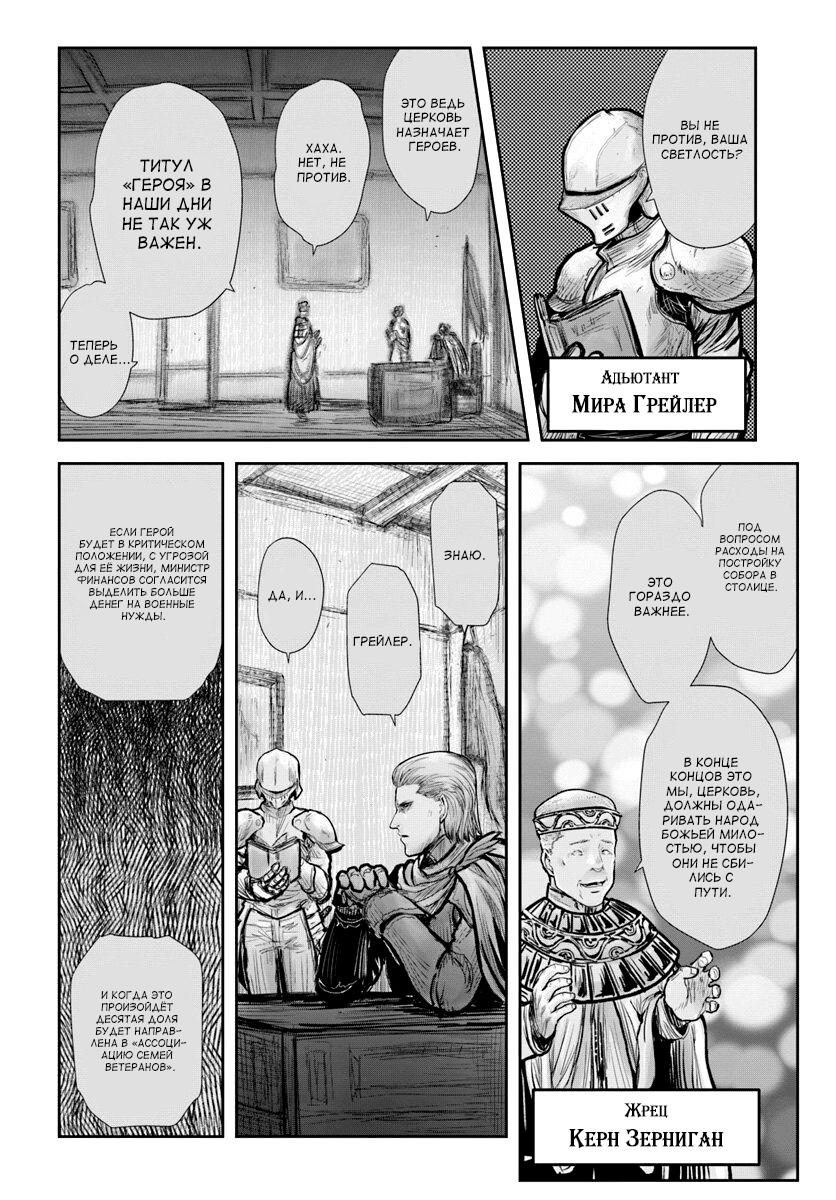 ВЫ НЕ
ПРОТИВ, ВАША
СВЕТЛОСТЬ?
АДЬЮТАНТ
МИРА ГРЕЙЛЕР
ЭТО ВЕДЬ
ЦЕРКОВЬ
НАЗНАЧАЕТ
ГЕРОЕВ.
ХАХА.
НЕТ, НЕ
ПРОТИВ.
ТИТУЛ
«ГЕРОЯ» В
НАШИ ДНИ
НЕ ТАК УЖ
ВАЖЕН.
ТЕПЕРЬ
О ДЕЛЕ...
ПОД
ВОПРОСОМ
РАСХОДЫ НА
ПОСТРОЙКУ
СОБОРА В
СТОЛИЦЕ.
ЭТО
ГОРАЗДО
ВАЖНЕЕ.
В КОНЦЕ
КОНЦОВ ЭТО
МЫ, ЦЕРКОВЬ,
ДОЛЖНЫ ОДА-
РИВАТЬ НАРОД
БОЖЬЕЙ МИЛО-
СТЬЮ, ЧТОБЫ
ОНИ НЕ СБИ-
ЛИСЬ С
ПУТИ.
ЖРЕЦ
КЕРН ЗЕРНИГАН
ЗНАЮ.
ГРЕЙЛЕР.
ДА, И...
ЕСЛИ ГЕРОЙ
БУДЕТ В КРИТИЧЕСКОМ
ПОЛОЖЕНИИ, С УГРОЗОЙ
ДЛЯ ЕЁ ЖИЗНИ, МИНИСТР
ФИНАНСОВ СОГЛАСИТСЯ
ВЫДЕЛИТЬ БОЛЬШЕ
ДЕНЕГ НА ВОЕННЫЕ
НУЖДЫ.
И КОГДА ЭТО
ПРОИЗОЙДЁТ
ДЕСЯТАЯ ДОЛЯ
БУДЕТ НАПРАВ-
ЛЕНА В «АССОЦИ-
АЦИЮ СЕМЕЙ
ВЕТЕРАНОВ».